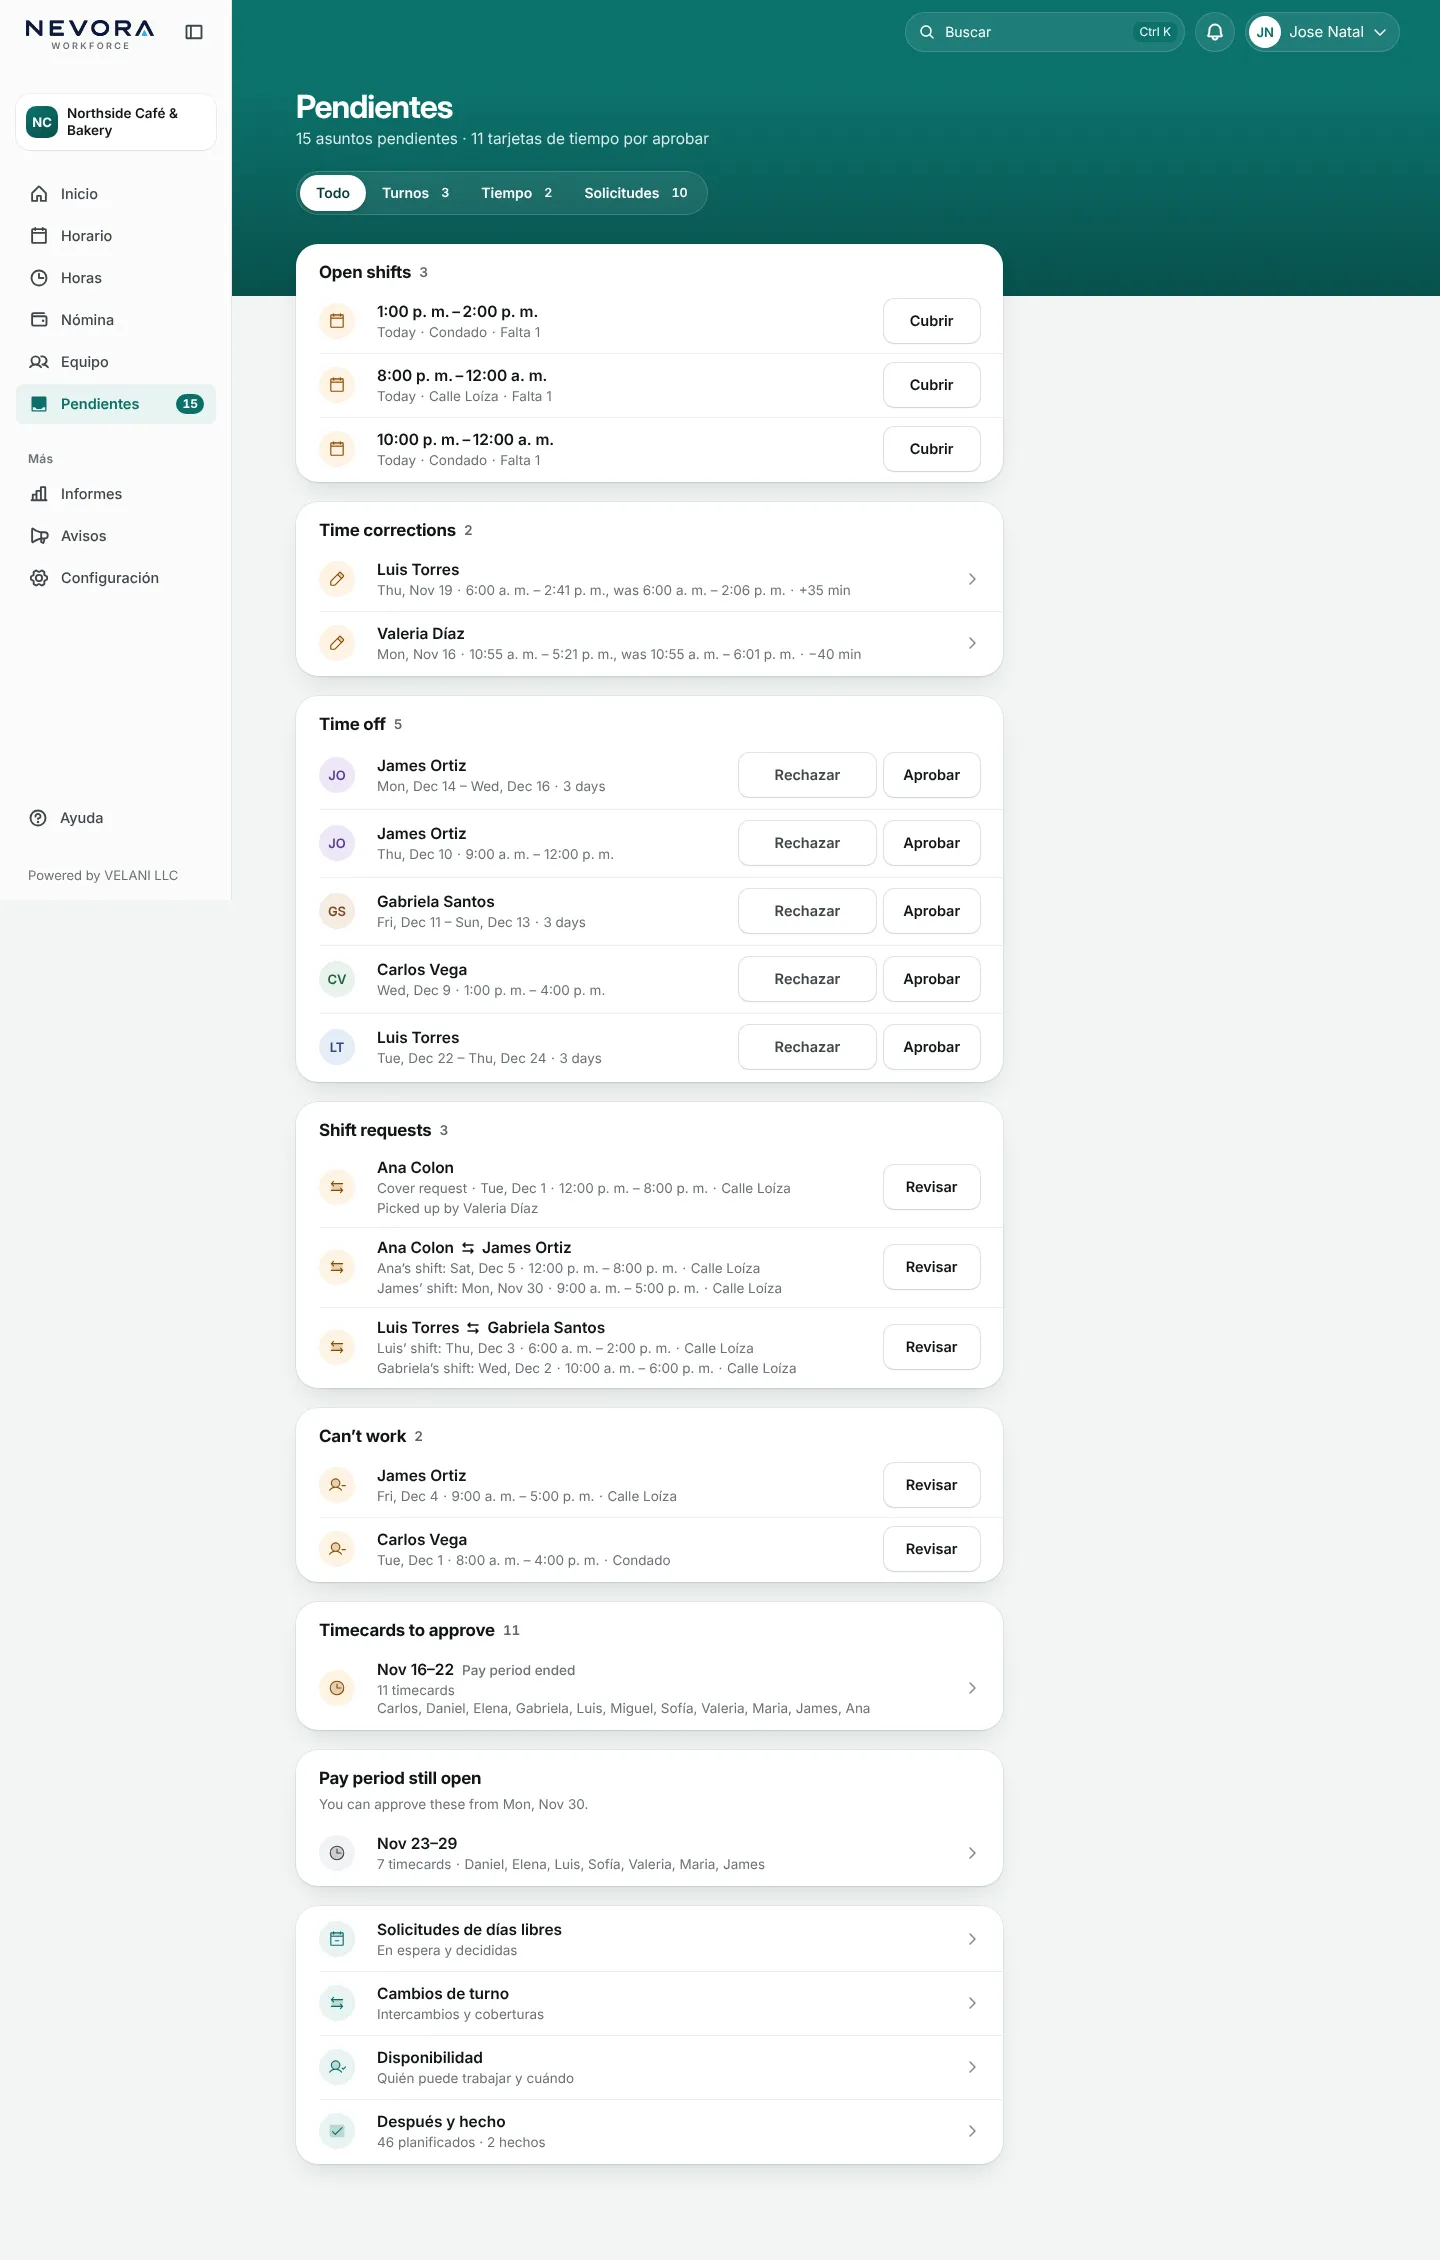 NEVORA
WORKFORCE
NC
Northside Café &
Bakery
Inicio
Horario
Horas
Nómina
Equipo
Pendientes 15
Más
Informes
Avisos
Configuración
Ayuda
Powered by VELANI LLC
Buscar Ctrl K
JN Jose Natal
Pendientes
15 asuntos pendientes · 11 tarjetas de tiempo por aprobar
Todo Turnos 3 Tiempo 2 Solicitudes 10
Open shifts 3
1:00 p. m. – 2:00 p. m.
Today · Condado · Falta 1
Cubrir
8:00 p. m. – 12:00 a. m.
Today · Calle Loíza · Falta 1
Cubrir
10:00 p. m. – 12:00 a. m.
Today · Condado · Falta 1
Cubrir
Time corrections 2
Luis Torres
Thu, Nov 19 · 6:00 a. m. – 2:41 p. m., was 6:00 a. m. – 2:06 p. m. · +35 min
Valeria Díaz
Mon, Nov 16 · 10:55 a. m. – 5:21 p. m., was 10:55 a. m. – 6:01 p. m. · −40 min
Time off 5
JO
James Ortiz
Mon, Dec 14 – Wed, Dec 16 · 3 days
Rechazar Aprobar
JO
James Ortiz
Thu, Dec 10 · 9:00 a. m. – 12:00 p. m.
Rechazar Aprobar
GS
Gabriela Santos
Fri, Dec 11 – Sun, Dec 13 · 3 days
Rechazar Aprobar
CV
Carlos Vega
Wed, Dec 9 · 1:00 p. m. – 4:00 p. m.
Rechazar Aprobar
LT
Luis Torres
Tue, Dec 22 – Thu, Dec 24 · 3 days
Rechazar Aprobar
Shift requests 3
Ana Colon
Cover request · Tue, Dec 1 · 12:00 p. m. – 8:00 p. m. · Calle Loíza
Picked up by Valeria Díaz
Revisar
Ana Colon ⇆ James Ortiz
Ana’s shift: Sat, Dec 5 · 12:00 p. m. – 8:00 p. m. · Calle Loíza
James’ shift: Mon, Nov 30 · 9:00 a. m. – 5:00 p. m. · Calle Loíza
Revisar
Luis Torres ⇆ Gabriela Santos
Luis’ shift: Thu, Dec 3 · 6:00 a. m. – 2:00 p. m. · Calle Loíza
Gabriela’s shift: Wed, Dec 2 · 10:00 a. m. – 6:00 p. m. · Calle Loíza
Revisar
Can’t work 2
James Ortiz
Fri, Dec 4 · 9:00 a. m. – 5:00 p. m. · Calle Loíza
Revisar
Carlos Vega
Tue, Dec 1 · 8:00 a. m. – 4:00 p. m. · Condado
Revisar
Timecards to approve 11
Nov 16–22 Pay period ended
11 timecards
Carlos, Daniel, Elena, Gabriela, Luis, Miguel, Sofía, Valeria, Maria, James, Ana
Pay period still open
You can approve these from Mon, Nov 30.
Nov 23–29
7 timecards · Daniel, Elena, Luis, Sofía, Valeria, Maria, James
Solicitudes de días libres
En espera y decididas
Cambios de turno
Intercambios y coberturas
Disponibilidad
Quién puede trabajar y cuándo
Después y hecho
46 planificados · 2 hechos